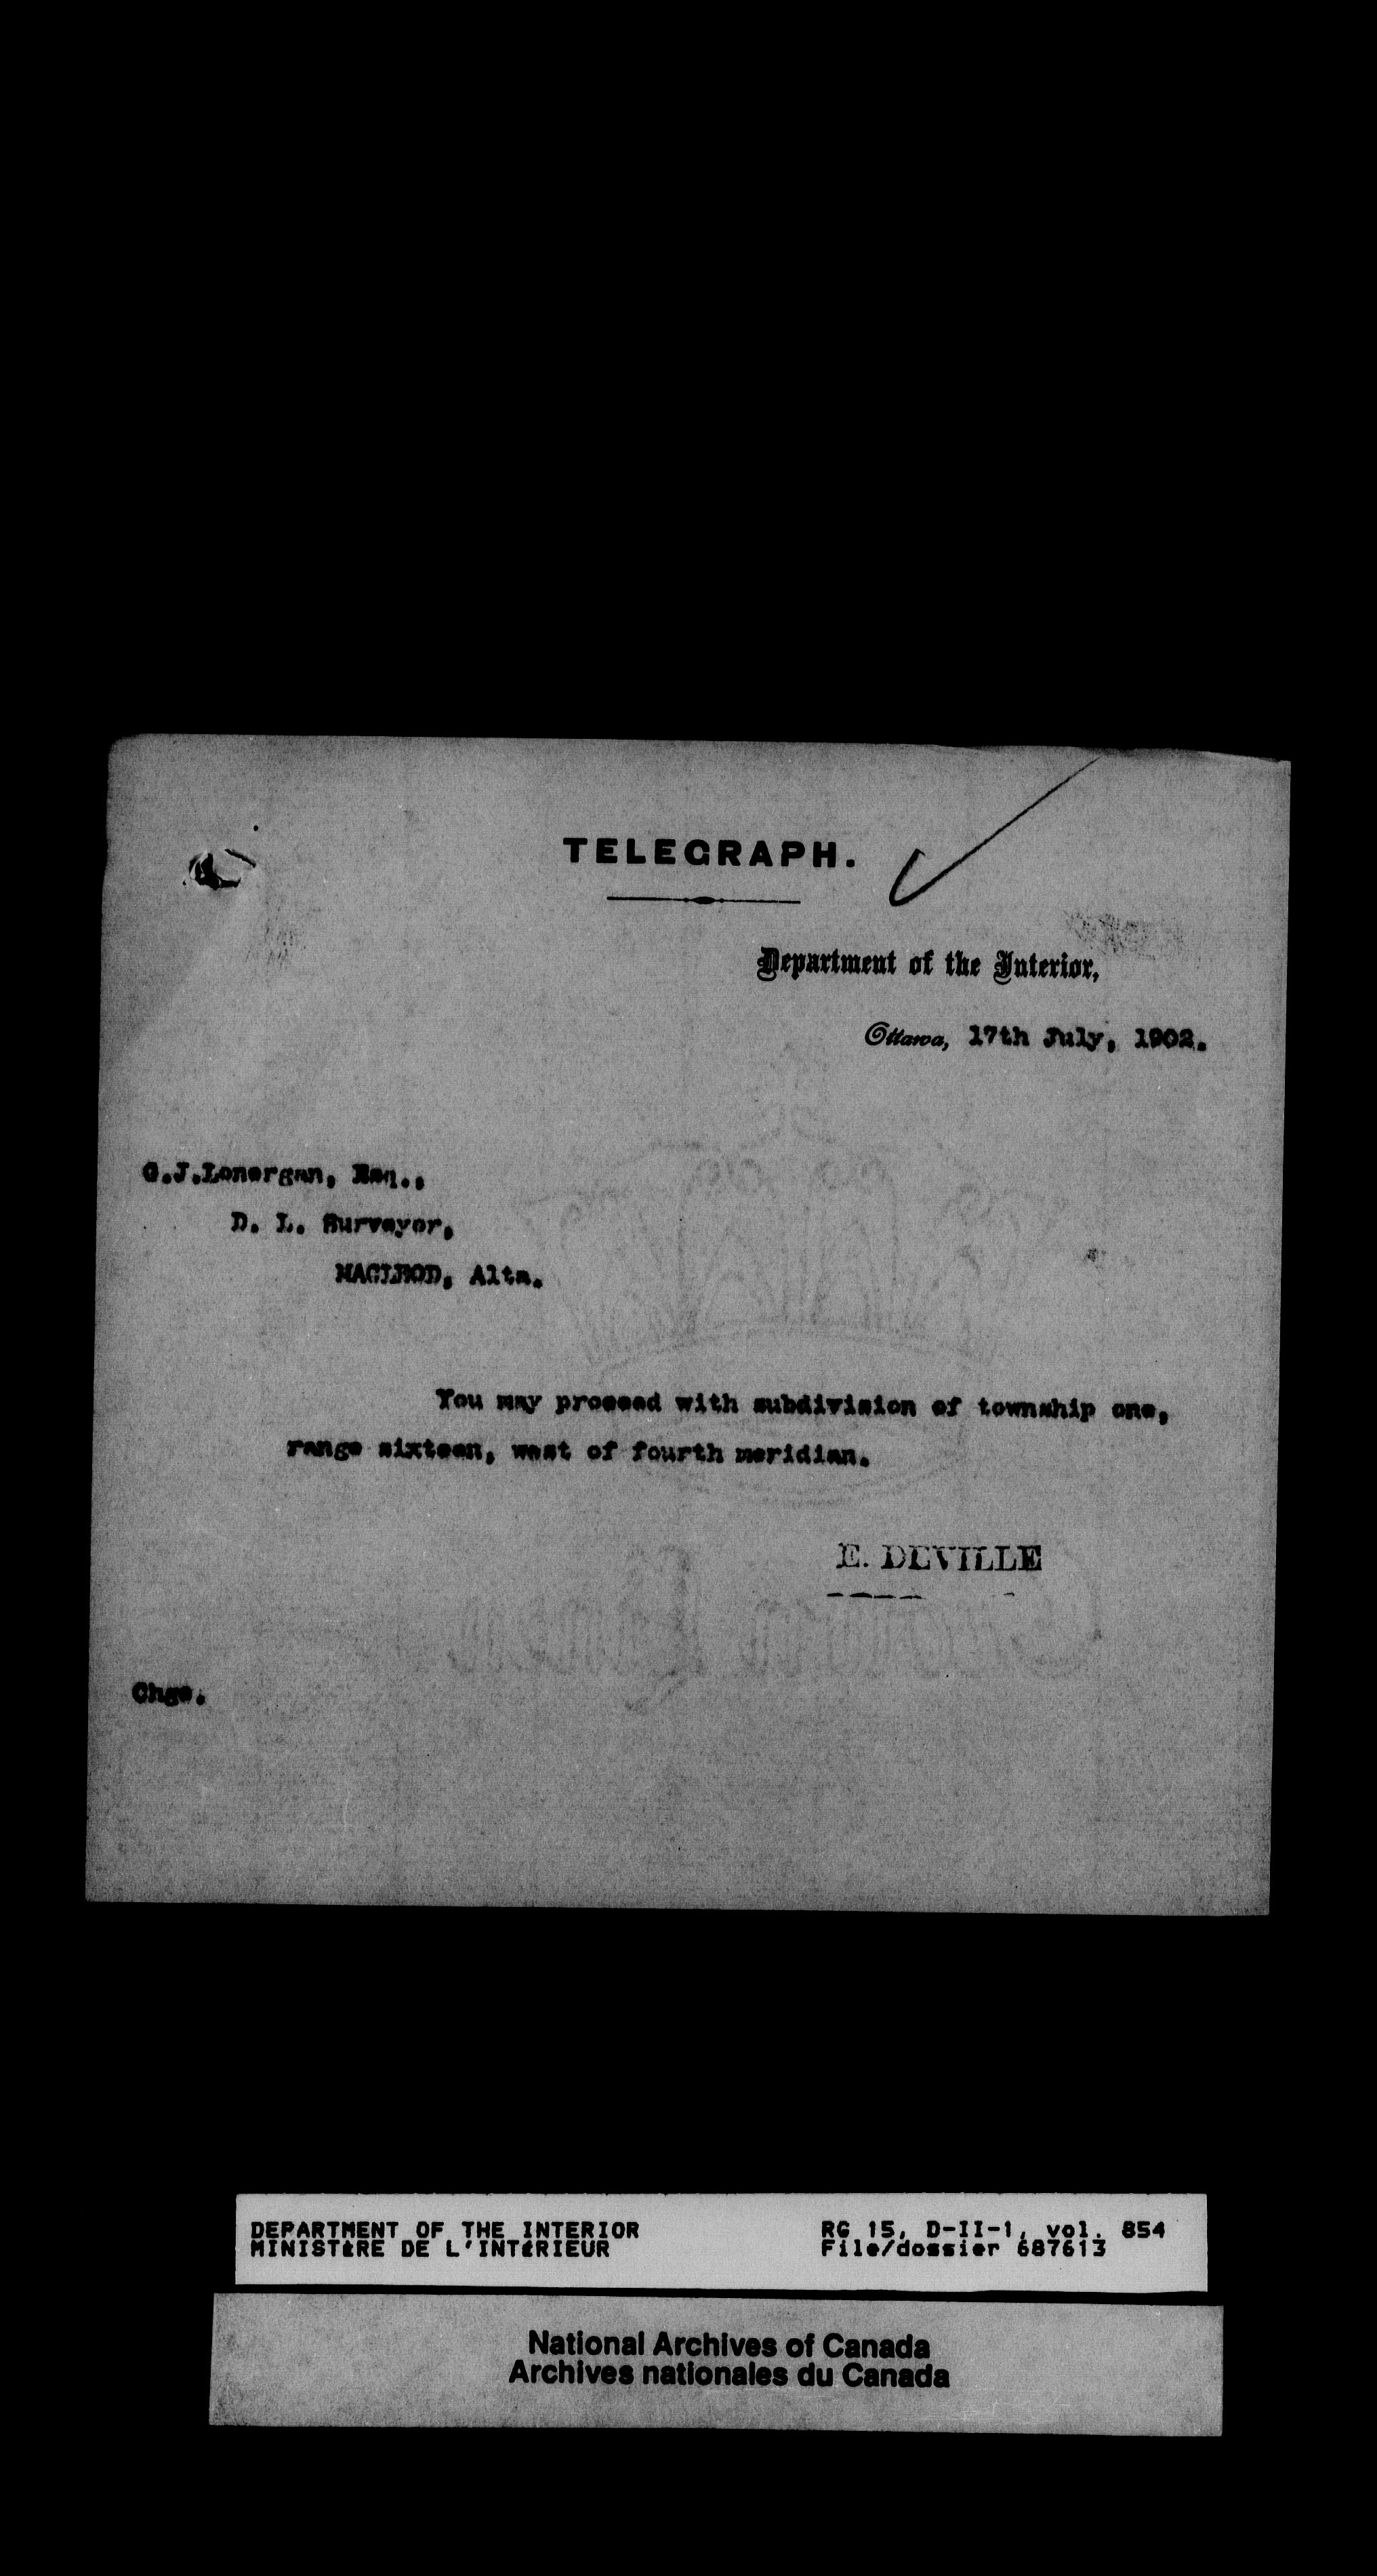 TELEGRAPH.
Department of the Interior,
Ottawa, 17th July, 1902.
G.J.Lonergan, Esq.,
D. L. Surveyor,
MACLEOD, Alta.
You may proceed with subdivision of township one,
range sixteen, west of fourth meridian.
E. DEVILLE
Chge.
DEPARTMENT OF THE INTERIOR RG 15, D-II-1, vol. 854
MINISTÈRE DE L'INTÉRIEUR File/dossier 687613
National Archives of Canada
Archives nationales du Canada